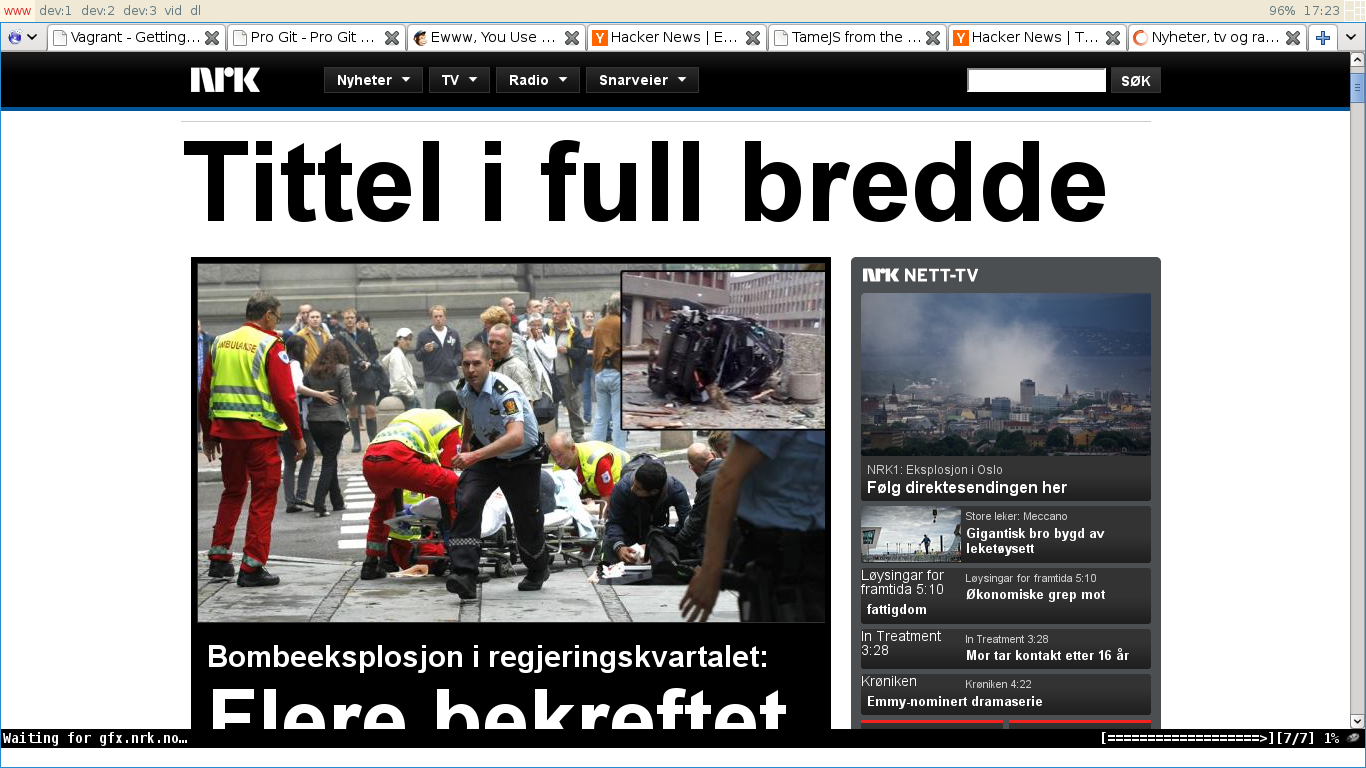 www dev:1 dev:2 dev:3 vid dl
96% 17:23
Vagrant - Getting...
Pro Git - Pro Git ...
Ewww, You Use ...
Hacker News | E...
TameJS from the ...
Hacker News | T...
Nyheter, tv og ra...
nrk
Nyheter
TV
Radio
Snarveier
SØK
Tittel i full bredde
AMBULANSE
Bombeeksplosjon i regjeringskvartalet:
Flere bekreftet
nrk NETT-TV
NRK1: Eksplosjon i Oslo
Følg direktesendingen her
Store leker: Meccano
Gigantisk bro bygd av
leketøysett
Løysingar for
framtida 5:10
Løysingar for framtida 5:10
Økonomiske grep mot
fattigdom
In Treatment
3:28
In Treatment 3:28
Mor tar kontakt etter 16 år
Krøniken
Krøniken 4:22
Emmy-nominert dramaserie
Waiting for gfx.nrk.no…
[===================>][7/7] 1%